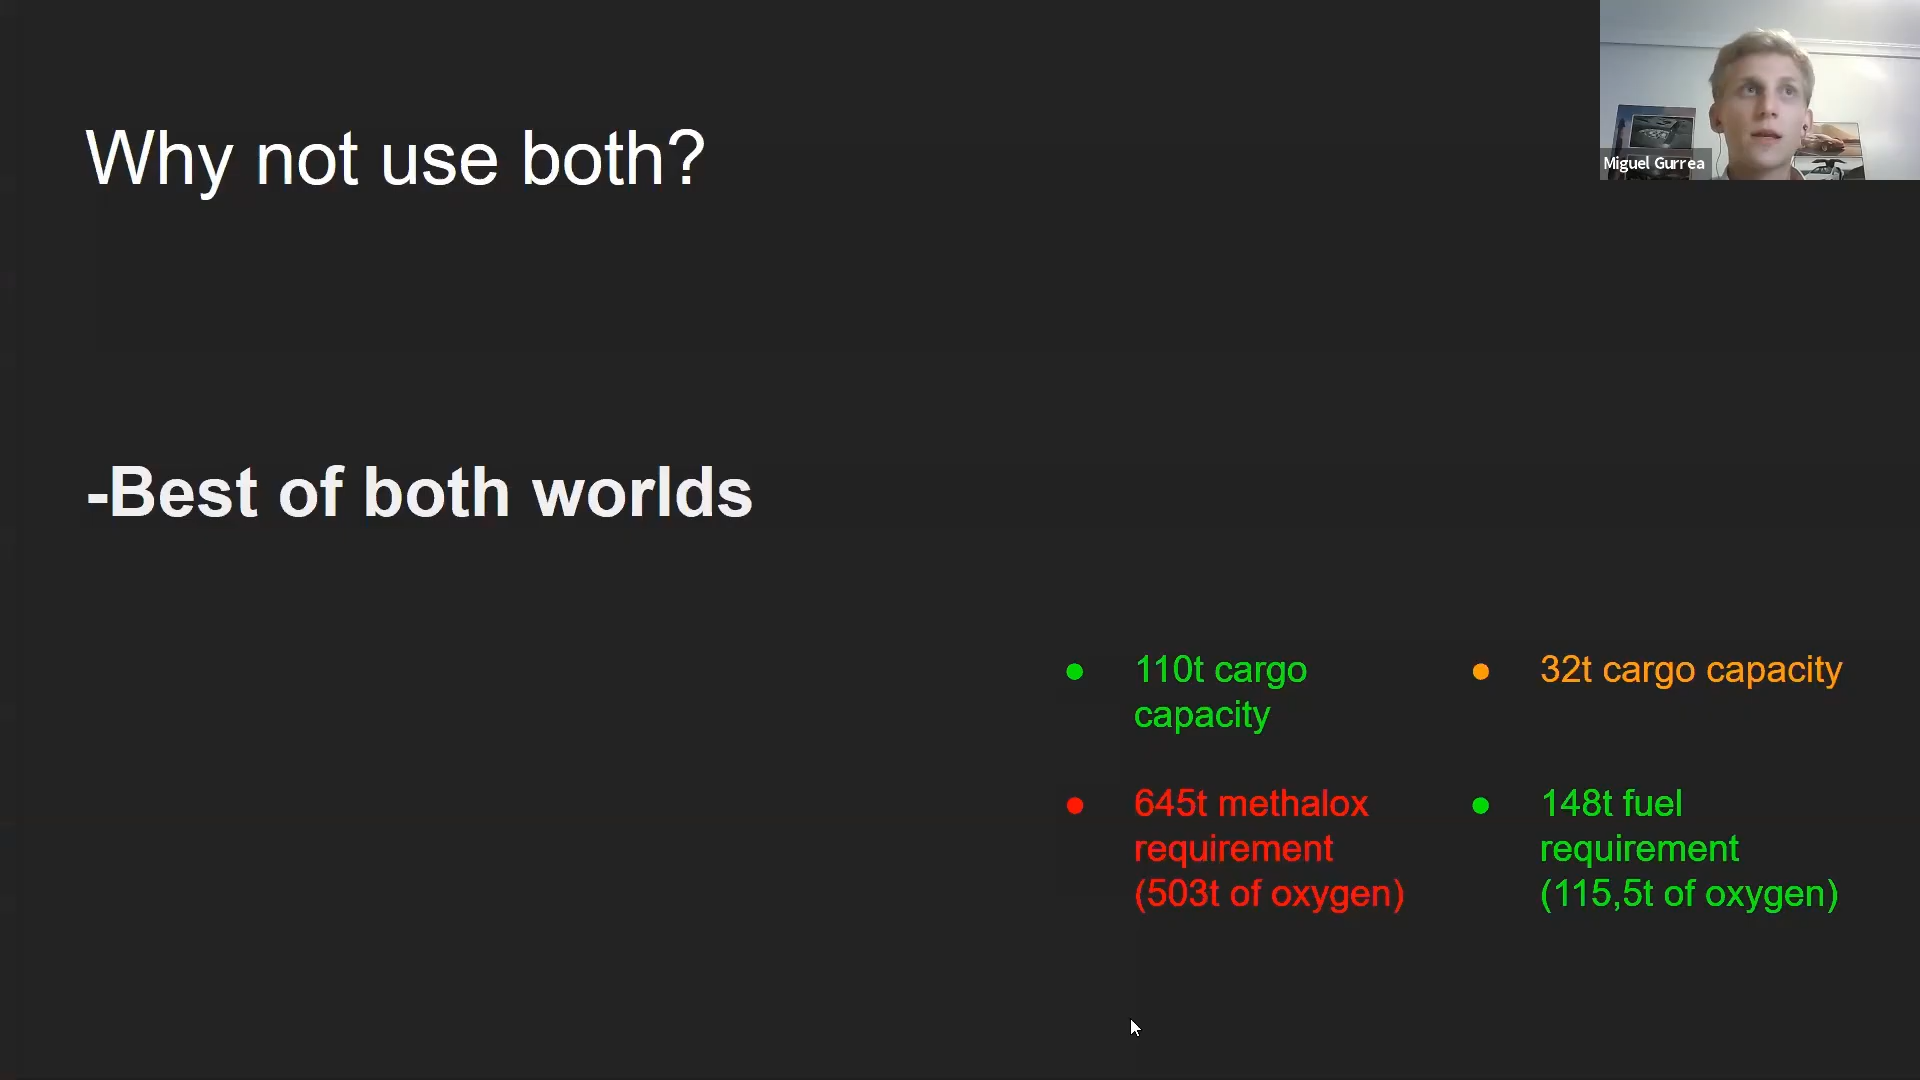 Why not use both?
Miguel Gurrea
-Best of both worlds
● 110t cargo
capacity
● 645t methalox
requirement
(503t of oxygen)
● 32t cargo capacity
● 148t fuel
requirement
(115,5t of oxygen)